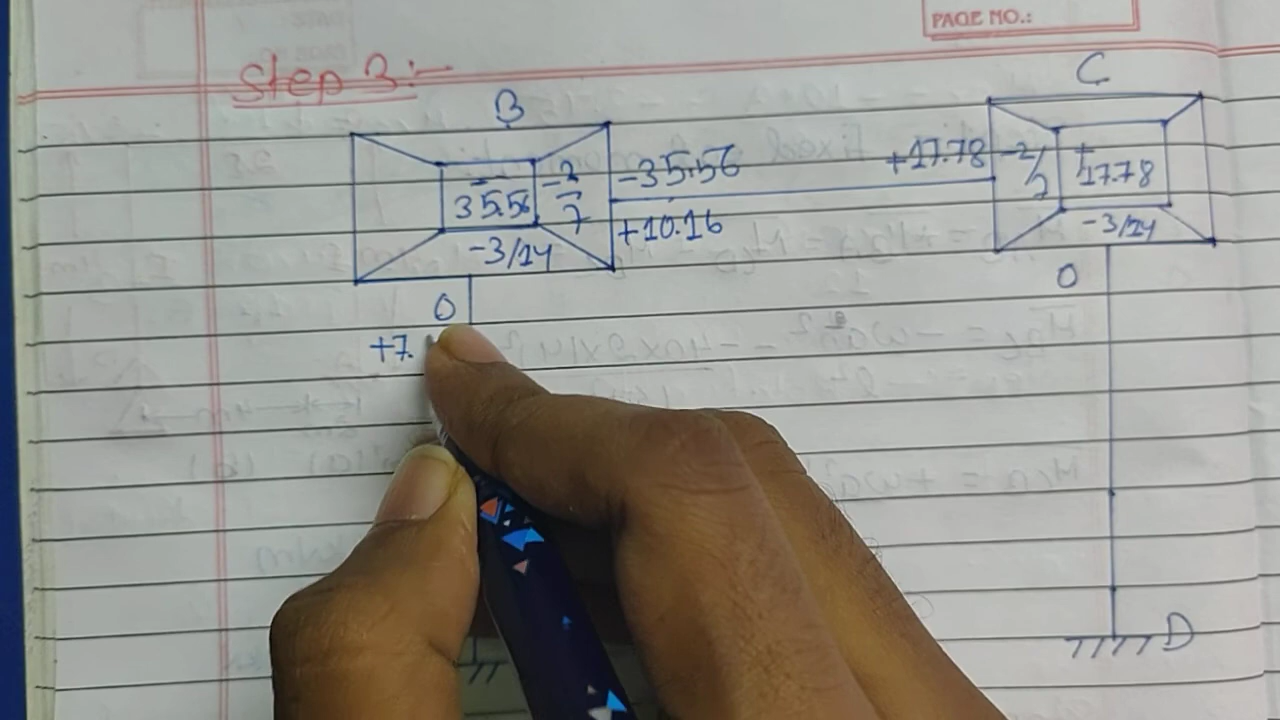 PAGE NO.:
Step 3:-
B
C
-35.56
-2/7
-3/14
-35.56
+10.16
+17.78
-2/7
+17.78
-3/14
0
0
+7.
D